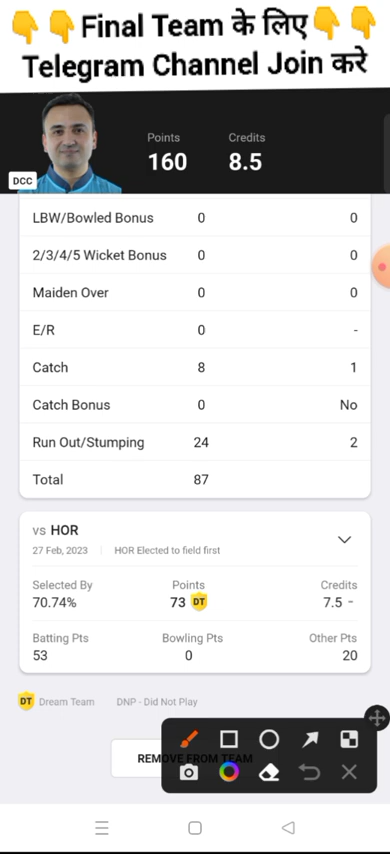 👇👇Final Team के लिए👇👇
Telegram Channel Join करे
Points Credits
160 8.5
DCC
LBW/Bowled Bonus 0 0
2/3/4/5 Wicket Bonus 0 0
Maiden Over 0 0
E/R 0 -
Catch 8 1
Catch Bonus 0 No
Run Out/Stumping 24 2
Total 87
vs HOR
27 Feb, 2023 | HOR Elected to field first
Selected By Points Credits
70.74% 73 DT 7.5 -
Batting Pts Bowling Pts Other Pts
53 0 20
DT Dream Team DNP - Did Not Play
REMOVE FROM TEAM